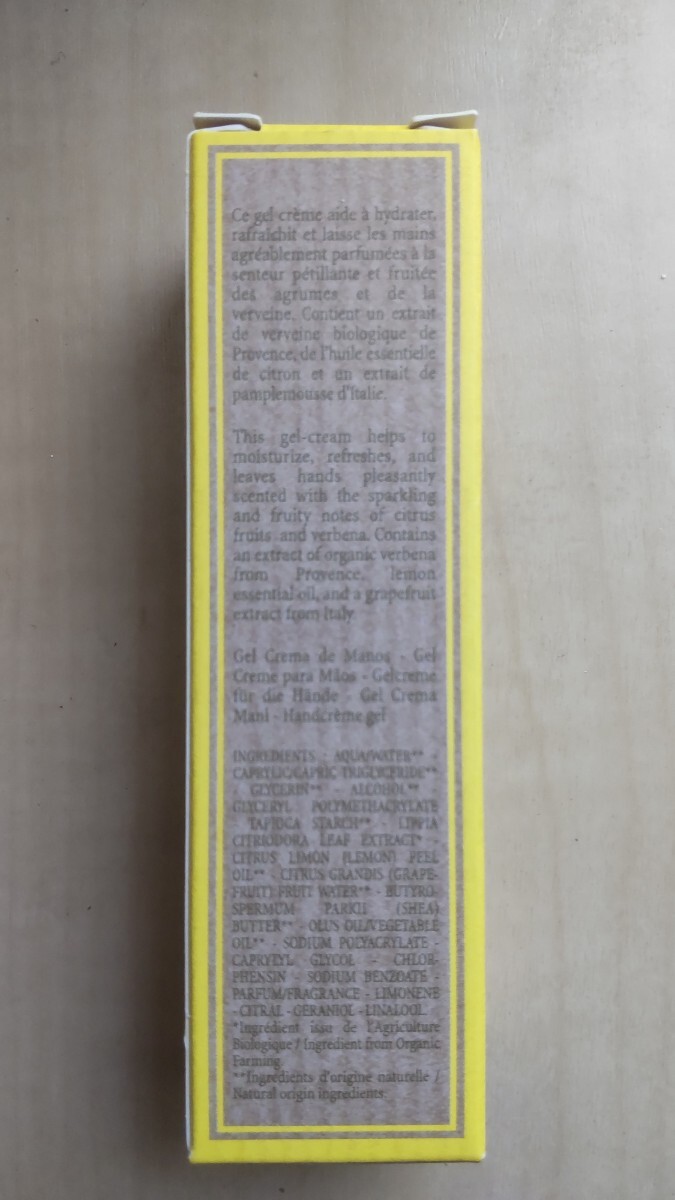 Ce gel crème aide à hydrater,
rafraîchit et laisse les mains
agréablement parfumées à la
senteur pétillante et fruitée
des agrumes et de la
verveine. Contient un extrait
de verveine biologique de
Provence, de l'huile essentielle
de citron et un extrait de
pamplemousse d'Italie.
This gel-cream helps to
moisturize, refreshes, and
leaves hands pleasantly
scented with the sparkling
and fruity notes of citrus
fruits and verbena. Contains
an extract of organic verbena
from Provence, lemon
essential oil, and a grapefruit
extract from Italy.
Gel Crema de Manos - Gel
Creme para Mãos - Gelcreme
für die Hände - Gel Crema
Mani - Handcrème gel
INGREDIENTS : AQUA/WATER** -
CAPRYLIC/CAPRIC TRIGLYCERIDE**
- GLYCERIN** - ALCOHOL** -
GLYCERYL POLYMETHACRYLATE
- TAPIOCA STARCH** - LIPPIA
CITRIODORA LEAF EXTRACT* -
CITRUS LIMON (LEMON) PEEL
OIL** - CITRUS GRANDIS (GRAPE-
FRUIT) FRUIT WATER** - BUTYRO-
SPERMUM PARKII (SHEA)
BUTTER** - OLUS OIL/VEGETABLE
OIL** - SODIUM POLYACRYLATE -
CAPRYLYL GLYCOL - CHLOR-
PHENSIN - SODIUM BENZOATE -
PARFUM/FRAGRANCE - LIMONENE
- CITRAL - GERANIOL - LINALOOL.
*Ingrédient issu de l'Agriculture
Biologique / Ingredient from Organic
Farming.
**Ingrédients d'origine naturelle /
Natural origin ingredients.